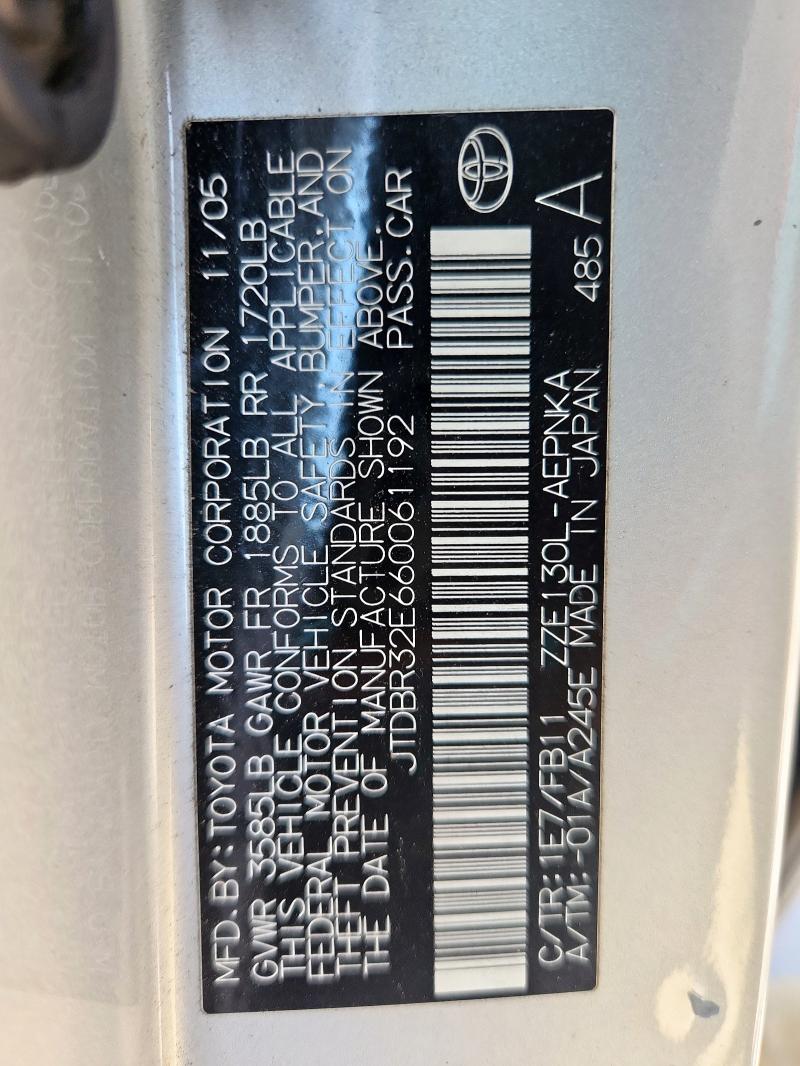 MFD.BY:TOYOTA MOTOR CORPORATION 11/05
GVWR 3585LB GAWR FR 1885LB RR 1720LB
THIS VEHICLE CONFORMS TO ALL APPLICABLE
FEDERAL MOTOR VEHICLE SAFETY BUMPER,AND
THEFT PREVENTION STANDARDS IN EFFECT ON
THE DATE OF MANUFACTURE SHOWN ABOVE.
JTDBR32E660061192 PASS.CAR
C/TR:1E7/FB11 ZZE130L-AEPNKA
A/TM:-01A/A245E MADE IN JAPAN 485 A